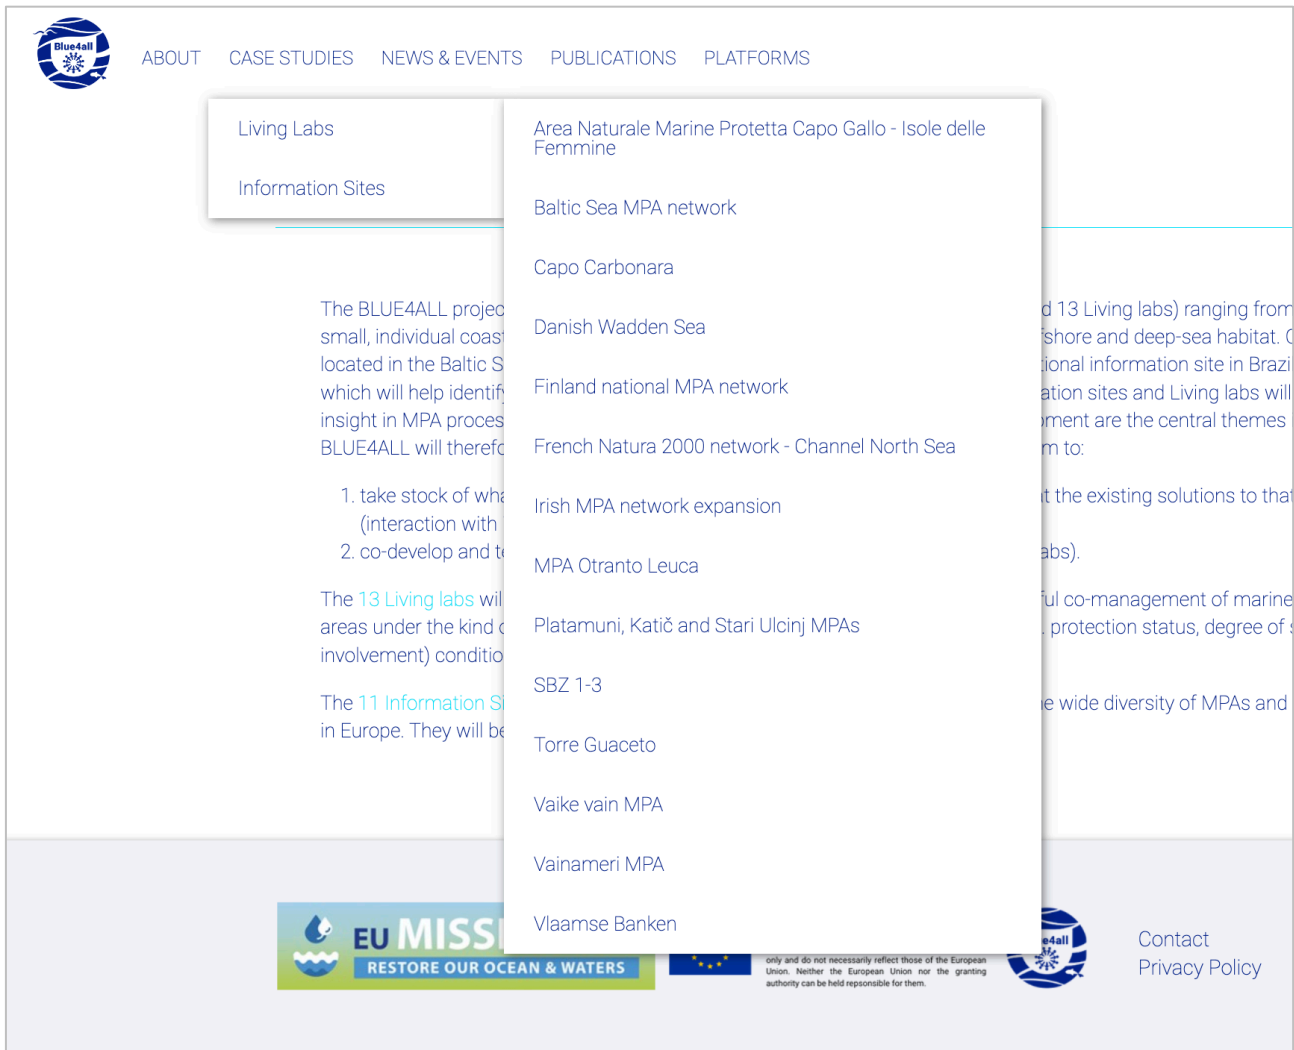 Blue4all
ABOUT CASE STUDIES NEWS & EVENTS PUBLICATIONS PLATFORMS
Living Labs
Information Sites
Area Naturale Marine Protetta Capo Gallo - Isole delle
Femmine
Baltic Sea MPA network
Capo Carbonara
Danish Wadden Sea
Finland national MPA network
French Natura 2000 network - Channel North Sea
Irish MPA network expansion
MPA Otranto Leuca
Platamuni, Katič and Stari Ulcinj MPAs
SBZ 1-3
Torre Guaceto
Vaike vain MPA
Vainameri MPA
Vlaamse Banken
The BLUE4ALL projec d 13 Living labs) ranging from
small, individual coas fshore and deep-sea habitat.
located in the Baltic S ional information site in Brazi
which will help identify ation sites and Living labs will
insight in MPA proces pment are the central themes
BLUE4ALL will therefo m to:
1. take stock of wha t the existing solutions to that
(interaction with
2. co-develop and te abs).
The 13 Living labs wil ful co-management of marine
areas under the kind . protection status, degree of
involvement) conditio
The 11 Information S e wide diversity of MPAs and
in Europe. They will be
EU MISSI
RESTORE OUR OCEAN & WATERS
only and do not necessarily reflect those of the European
Union. Neither the European Union nor the granting
authority can be held repsonsible for them.
e4all
Contact
Privacy Policy